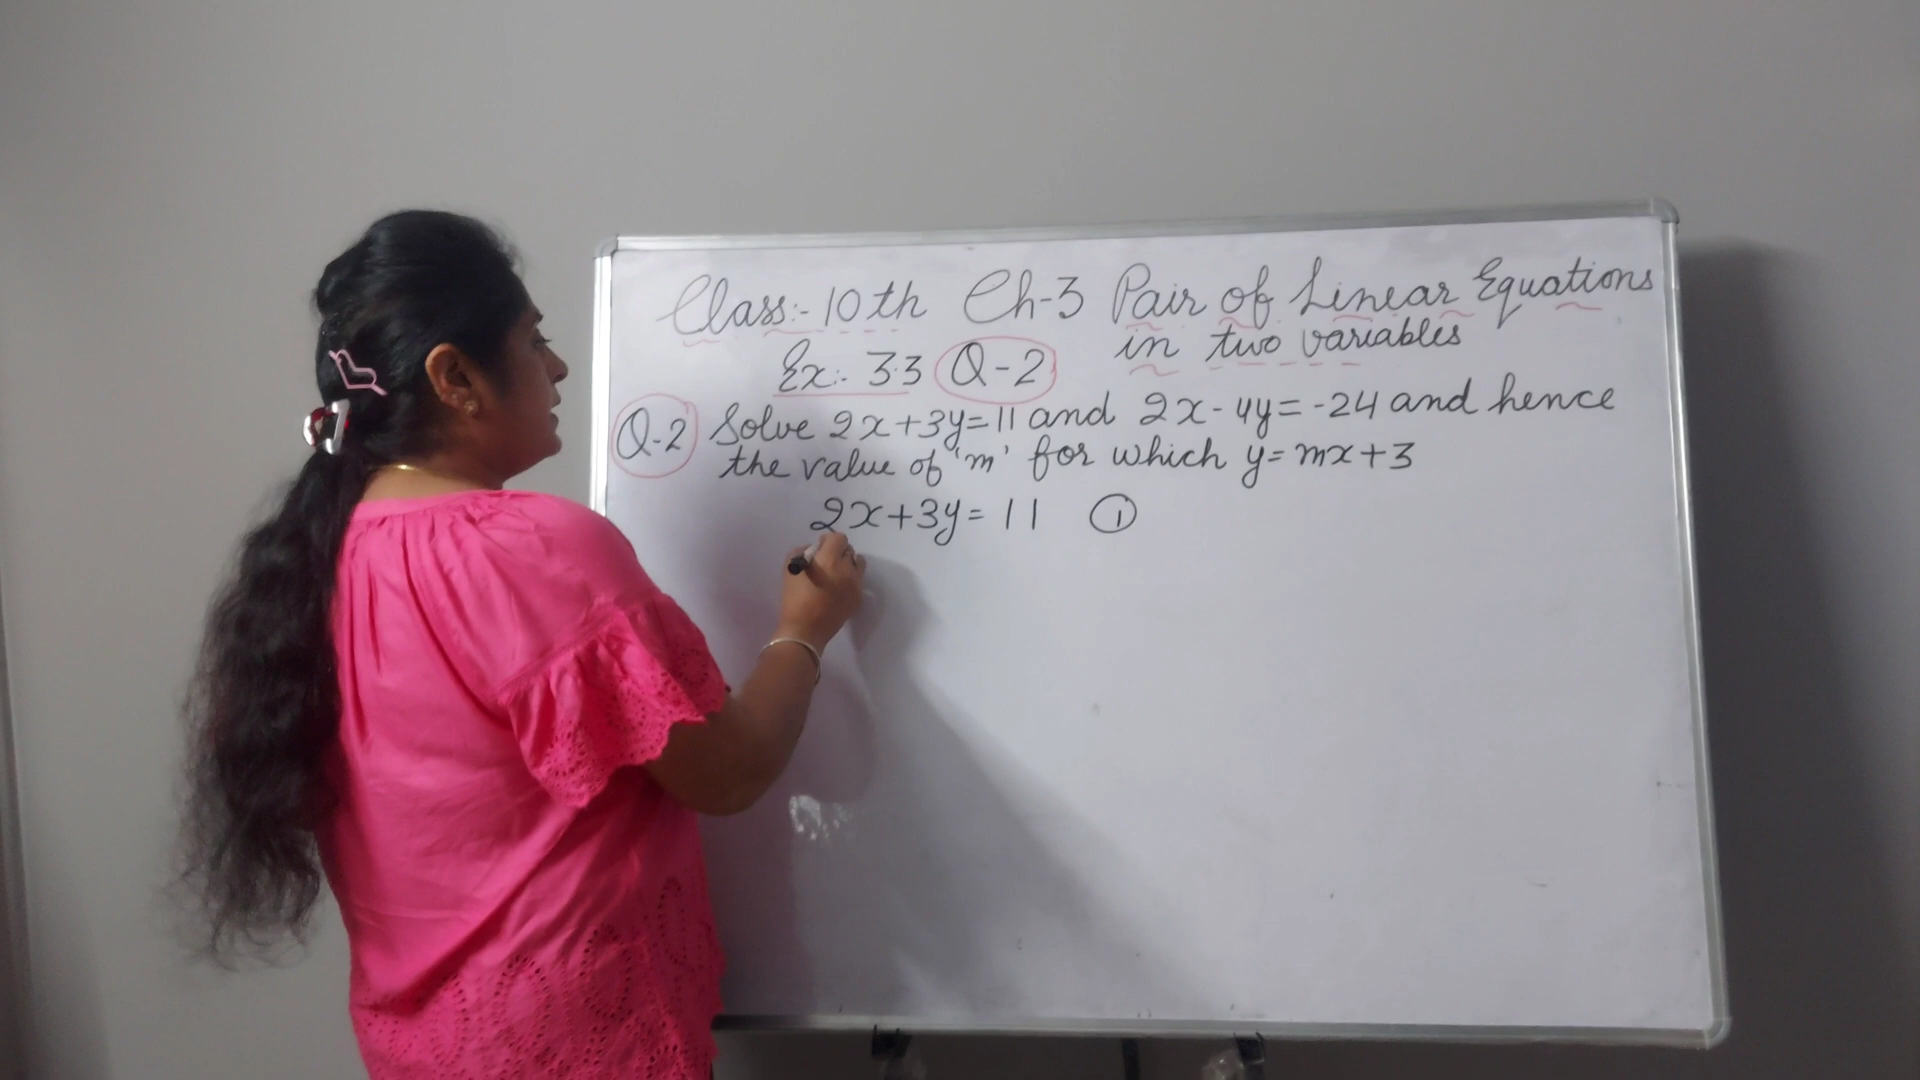 Class:- 10th Ch-3 Pair of Linear Equations
in two variables
Ex:- 3.3 Q-2
Q-2 Solve 2x+3y=11 and 2x-4y=-24 and hence
the value of 'm' for which y=mx+3
2x+3y=11 ①